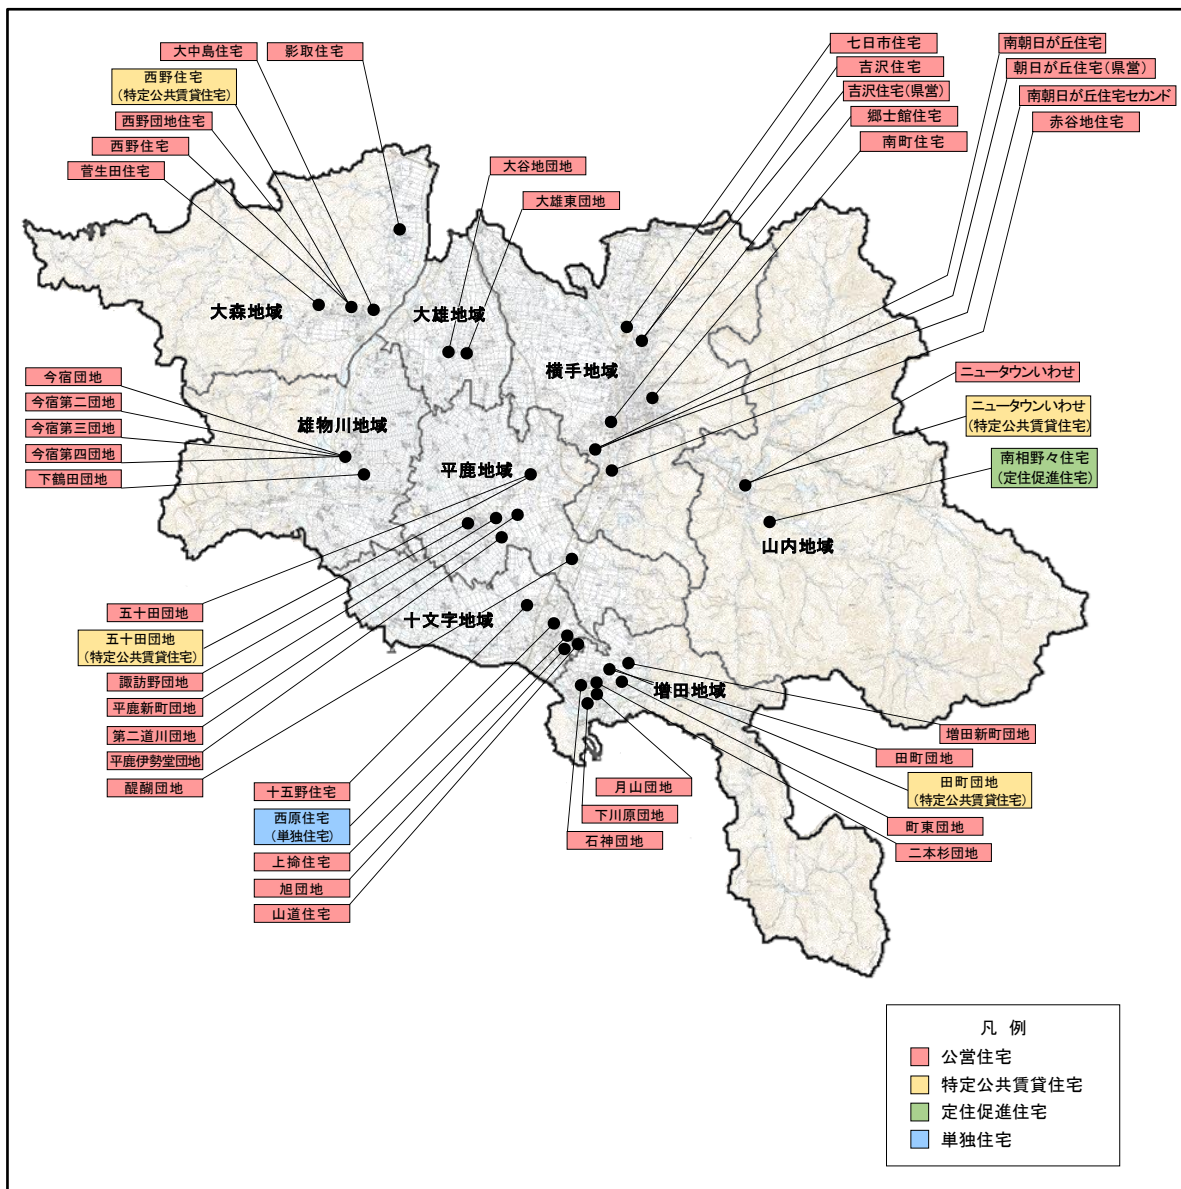 大中島住宅
影取住宅
西野住宅
(特定公共賃貸住宅)
西野団地住宅
西野住宅
菅生田住宅
大谷地団地
大雄東団地
七日市住宅
吉沢住宅
吉沢住宅(県営)
郷士館住宅
南町住宅
南朝日が丘住宅
朝日が丘住宅(県営)
南朝日が丘住宅セカンド
赤谷地住宅
大森地域
大雄地域
横手地域
雄物川地域
平鹿地域
山内地域
十文字地域
増田地域
今宿団地
今宿第二団地
今宿第三団地
今宿第四団地
下鶴田団地
ニュータウンいわせ
ニュータウンいわせ
(特定公共賃貸住宅)
南相野々住宅
(定住促進住宅)
五十田団地
五十田団地
(特定公共賃貸住宅)
諏訪野団地
平鹿新町団地
第二道川団地
平鹿伊勢堂団地
醍醐団地
十五野住宅
西原住宅
(単独住宅)
上掵住宅
旭団地
山道住宅
月山団地
下川原団地
石神団地
増田新町団地
田町団地
田町団地
(特定公共賃貸住宅)
町東団地
二本杉団地
凡 例
公営住宅
特定公共賃貸住宅
定住促進住宅
単独住宅